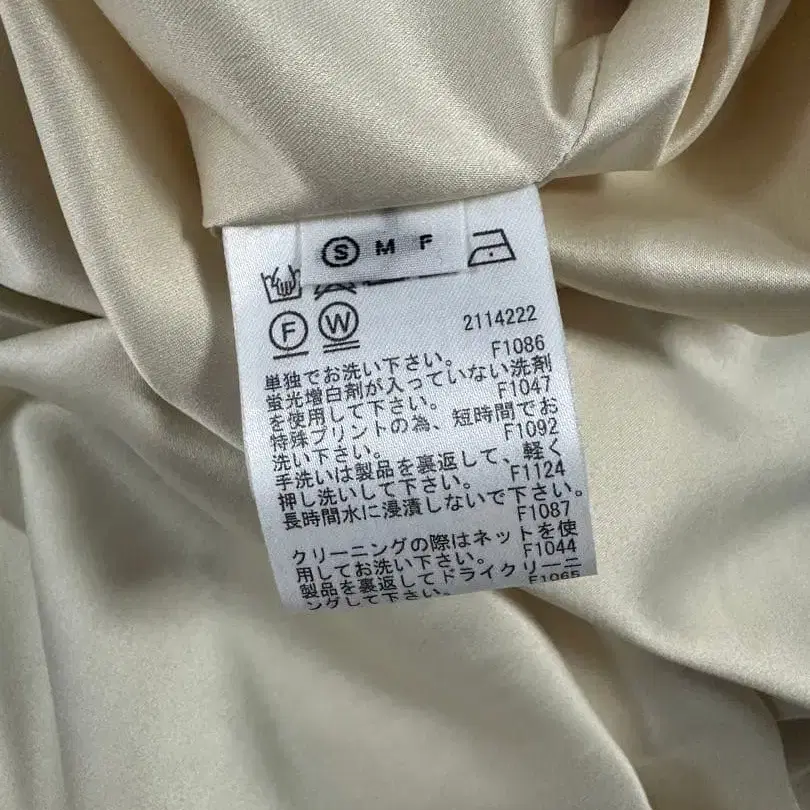 S M F
F W
2114222
単独でお洗い下さい。 F1086
蛍光増白剤が入っていない洗剤
を使用して下さい。 F1047
特殊プリントの為、短時間でお
洗い下さい。 F1092
手洗いは製品を裏返して、軽く
押し洗いして下さい。 F1124
長時間水に浸漬しないで下さい。
F1087
クリーニングの際はネットを使
用してお洗い下さい。 F1044
製品を裏返してドライクリーニ
ングして下さい。 F1065